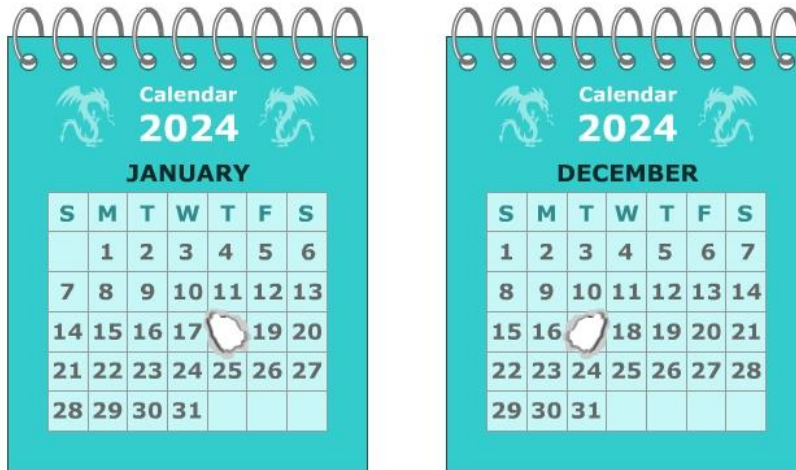 Calendar
2024
JANUARY
S M T W T F S
1 2 3 4 5 6
7 8 9 10 11 12 13
14 15 16 17 19 20
21 22 23 24 25 26 27
28 29 30 31
Calendar
2024
DECEMBER
S M T W T F S
1 2 3 4 5 6 7
8 9 10 11 12 13 14
15 16 18 19 20 21
22 23 24 25 26 27 28
29 30 31